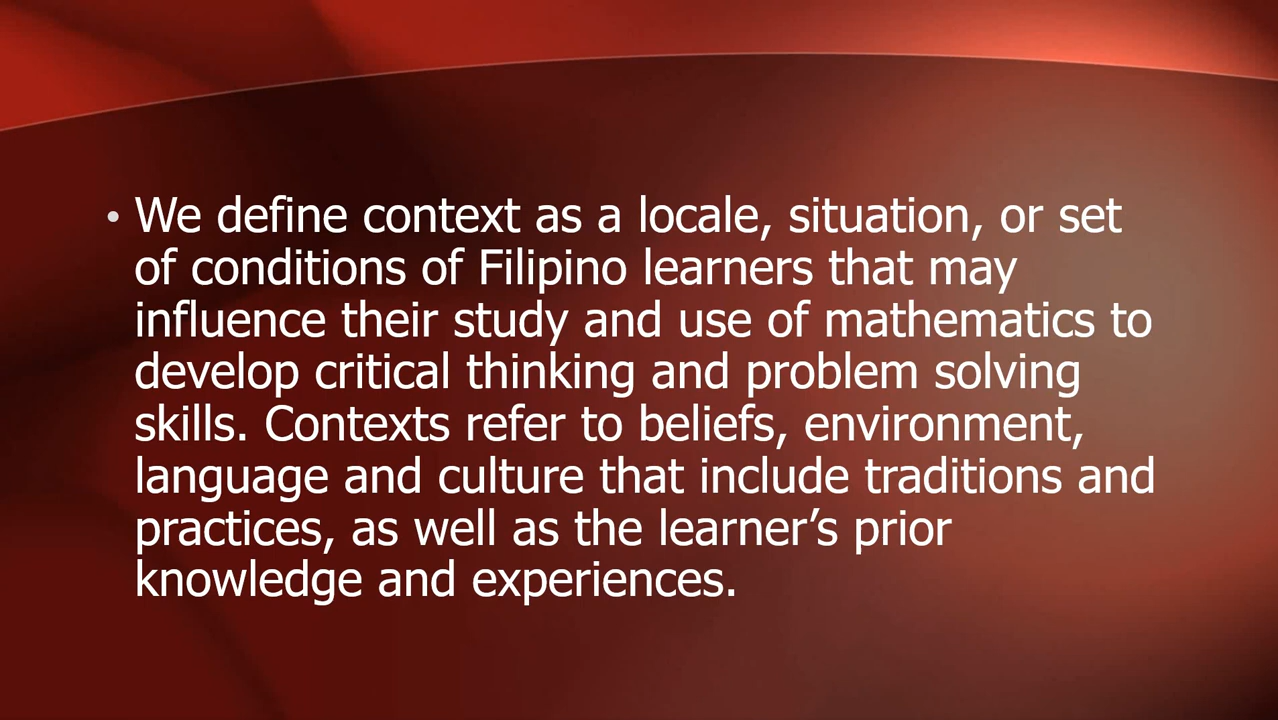 • We define context as a locale, situation, or set
of conditions of Filipino learners that may
influence their study and use of mathematics to
develop critical thinking and problem solving
skills. Contexts refer to beliefs, environment,
language and culture that include traditions and
practices, as well as the learner’s prior
knowledge and experiences.